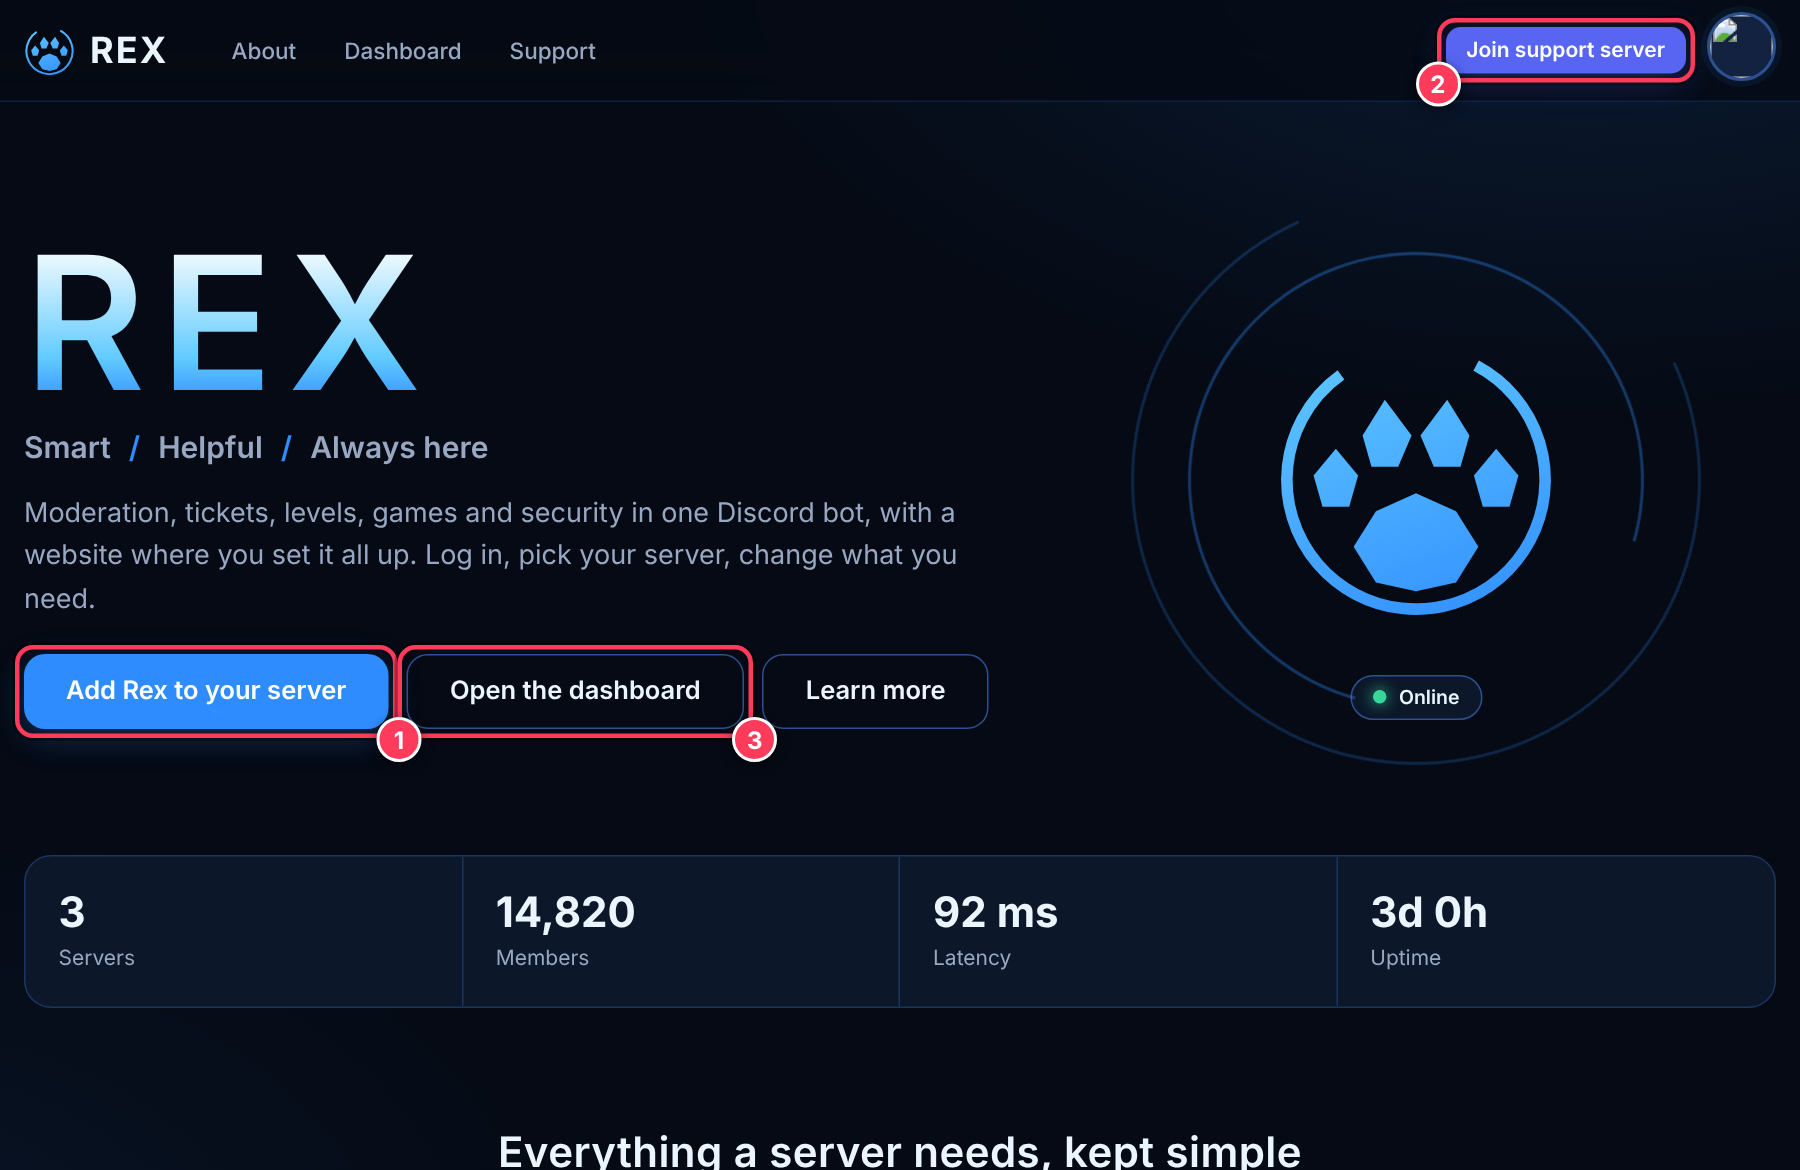 REX
About
Dashboard
Support
Join support server
2
REX
Smart / Helpful / Always here
Moderation, tickets, levels, games and security in one Discord bot, with a
website where you set it all up. Log in, pick your server, change what you
need.
Add Rex to your server
1
Open the dashboard
3
Learn more
Online
3
Servers
14,820
Members
92 ms
Latency
3d 0h
Uptime
Everything a server needs, kept simple